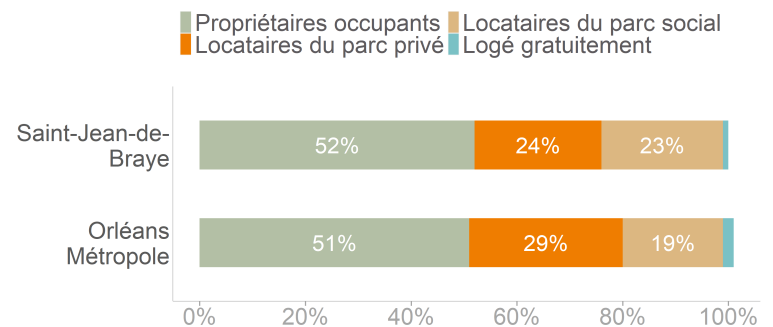 Propriétaires occupants Locataires du parc social
Locataires du parc privé Logé gratuitement
Saint-Jean-de-
Braye
52% 24% 23%
Orléans
Métropole
51% 29% 19%
0% 20% 40% 60% 80% 100%